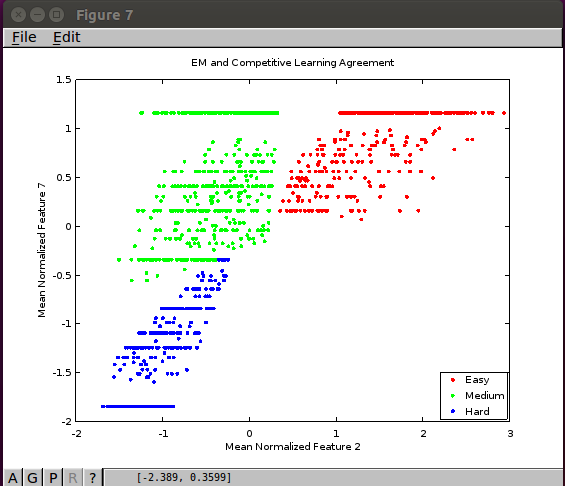 Figure 7
File Edit
EM and Competitive Learning Agreement
1.5
1
0.5
0
-0.5
-1
-1.5
-2
Mean Normalized Feature 7
-2 -1 0 1 2 3
Mean Normalized Feature 2
Easy
Medium
Hard
A G P R ? [-2.389, 0.3599]